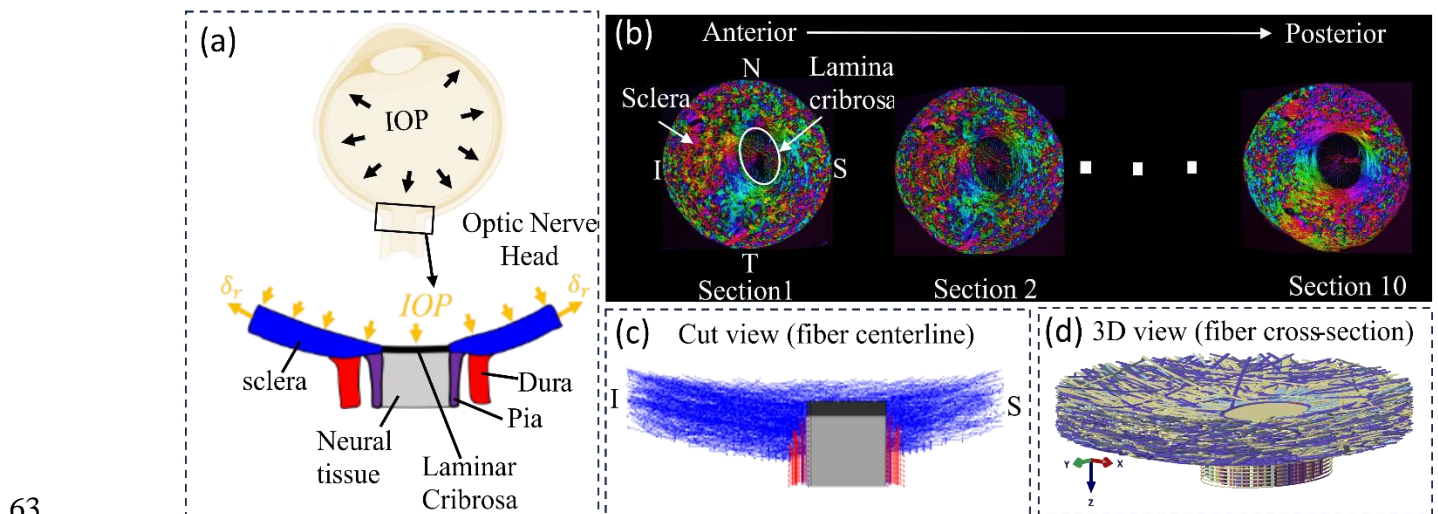 (a)
IOP
Optic Nerve
Head
δr
IOP
δr
sclera
Dura
Pia
Neural
tissue
Laminar
Cribrosa
(b)
Anterior
Posterior
N
Lamina
cribrosa
Sclera
I
S
T
Section1
Section 2
Section 10
(c) Cut view (fiber centerline)
I
S
(d) 3D view (fiber cross-section)
Y
X
Z
63